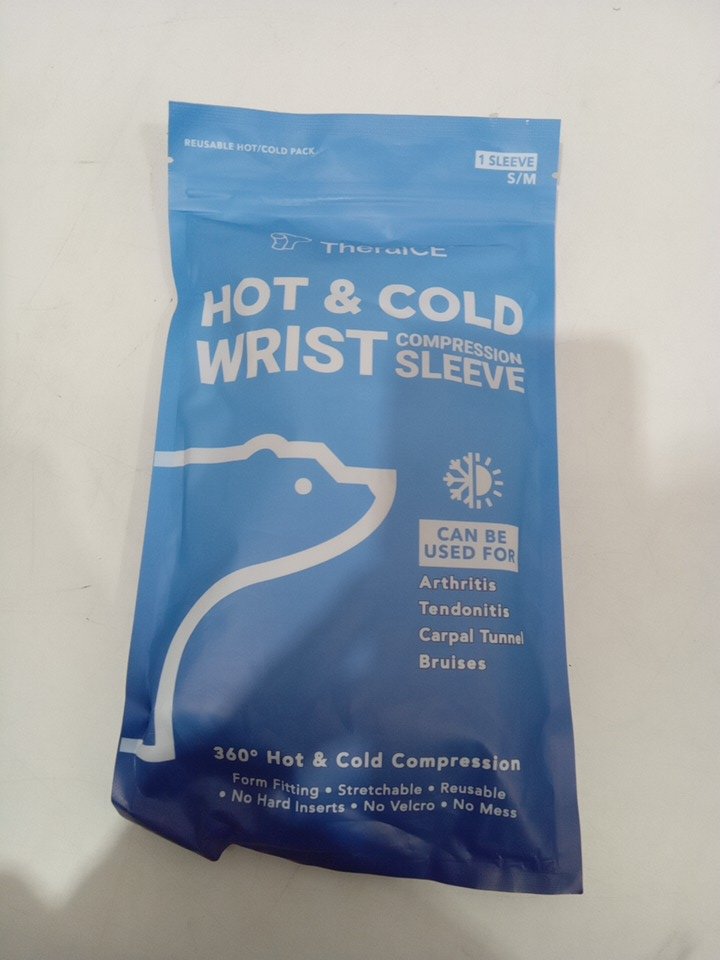 REUSABLE HOT/COLD PACK
1 SLEEVE
S/M
TheraICE
HOT & COLD
WRIST COMPRESSION
SLEEVE
CAN BE
USED FOR
Arthritis
Tendonitis
Carpal Tunnel
Bruises
360° Hot & Cold Compression
Form Fitting • Stretchable • Reusable
• No Hard Inserts • No Velcro • No Mess